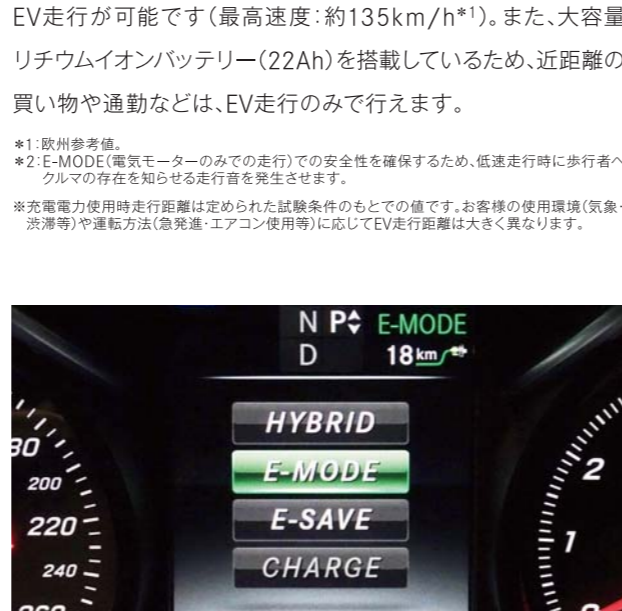 EV走行が可能です（最高速度：約135km/h*1）。また、大容量
リチウムイオンバッテリー（22Ah）を搭載しているため、近距離の
買い物や通勤などは、EV走行のみで行えます。
*1：欧州参考値。
*2：E-MODE（電気モーターのみでの走行）での安全性を確保するため、低速走行時に歩行者へ
クルマの存在を知らせる走行音を発生させます。
※充電電力使用時走行距離は定められた試験条件のもとでの値です。お客様の使用環境（気象・
渋滞等）や運転方法（急発進・エアコン使用等）に応じてEV走行距離は大きく異なります。
N P E-MODE
D 18 km
HYBRID
E-MODE
E-SAVE
CHARGE
80
200
220
240
260
2
1
0